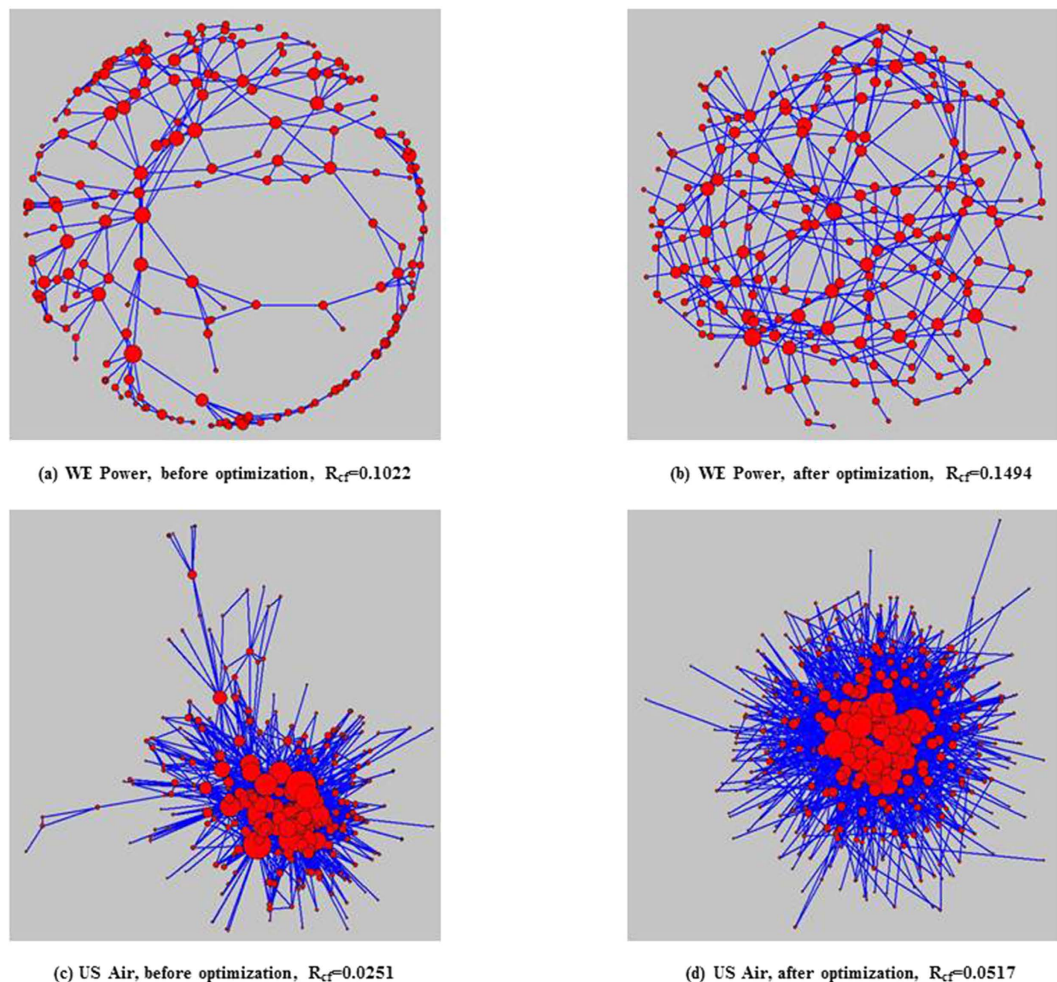 (a) WE Power, before optimization, Rcf=0.1022
(b) WE Power, after optimization, Rcf=0.1494
(c) US Air, before optimization, Rcf=0.0251
(d) US Air, after optimization, Rcf=0.0517